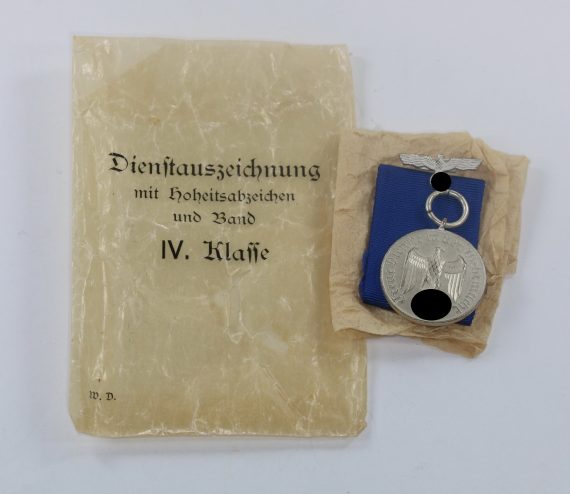 Dienstauszeichnung
mit Hoheitsabzeichen
und Band
IV. Klasse
W. D.